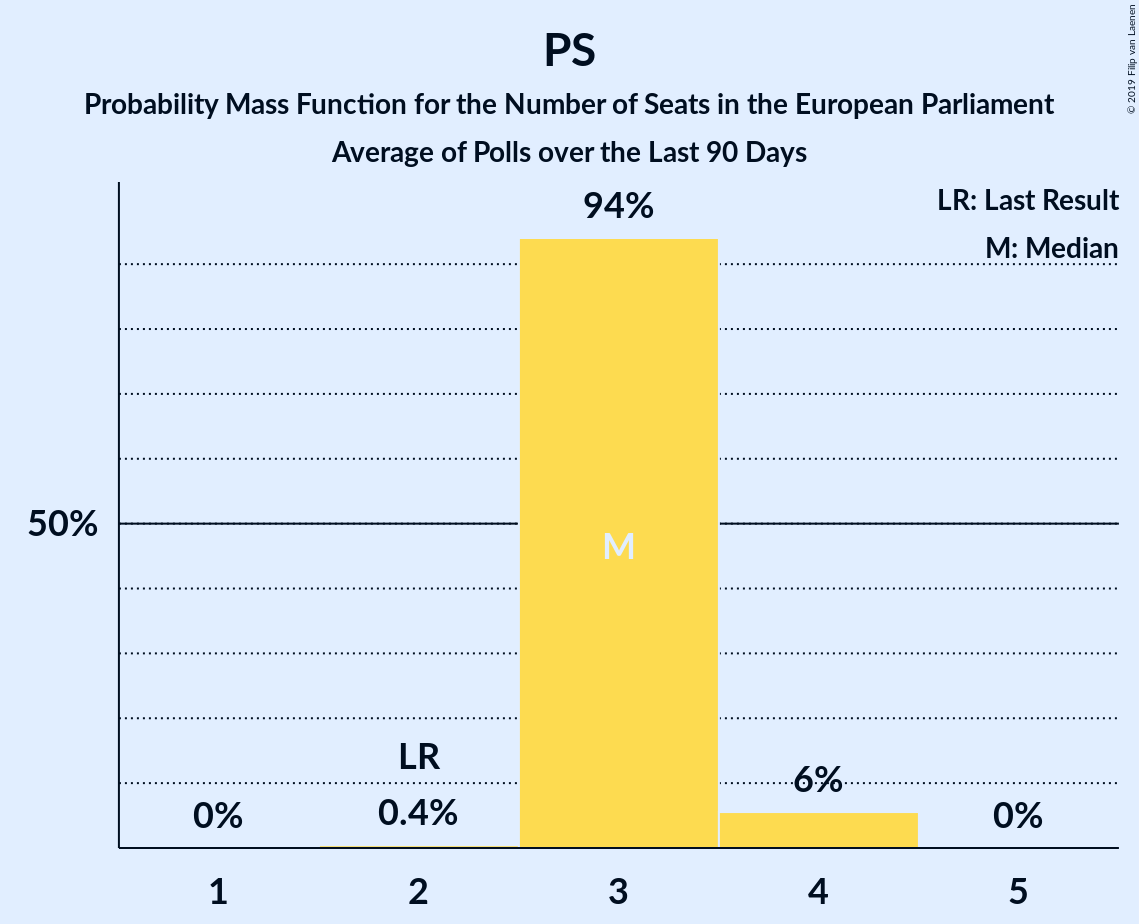 PS
Probability Mass Function for the Number of Seats in the European Parliament
Average of Polls over the Last 90 Days
© 2019 Filip van Laenen
LR: Last Result
M: Median
94%
50%
M
LR
0%
0.4%
6%
0%
1
2
3
4
5